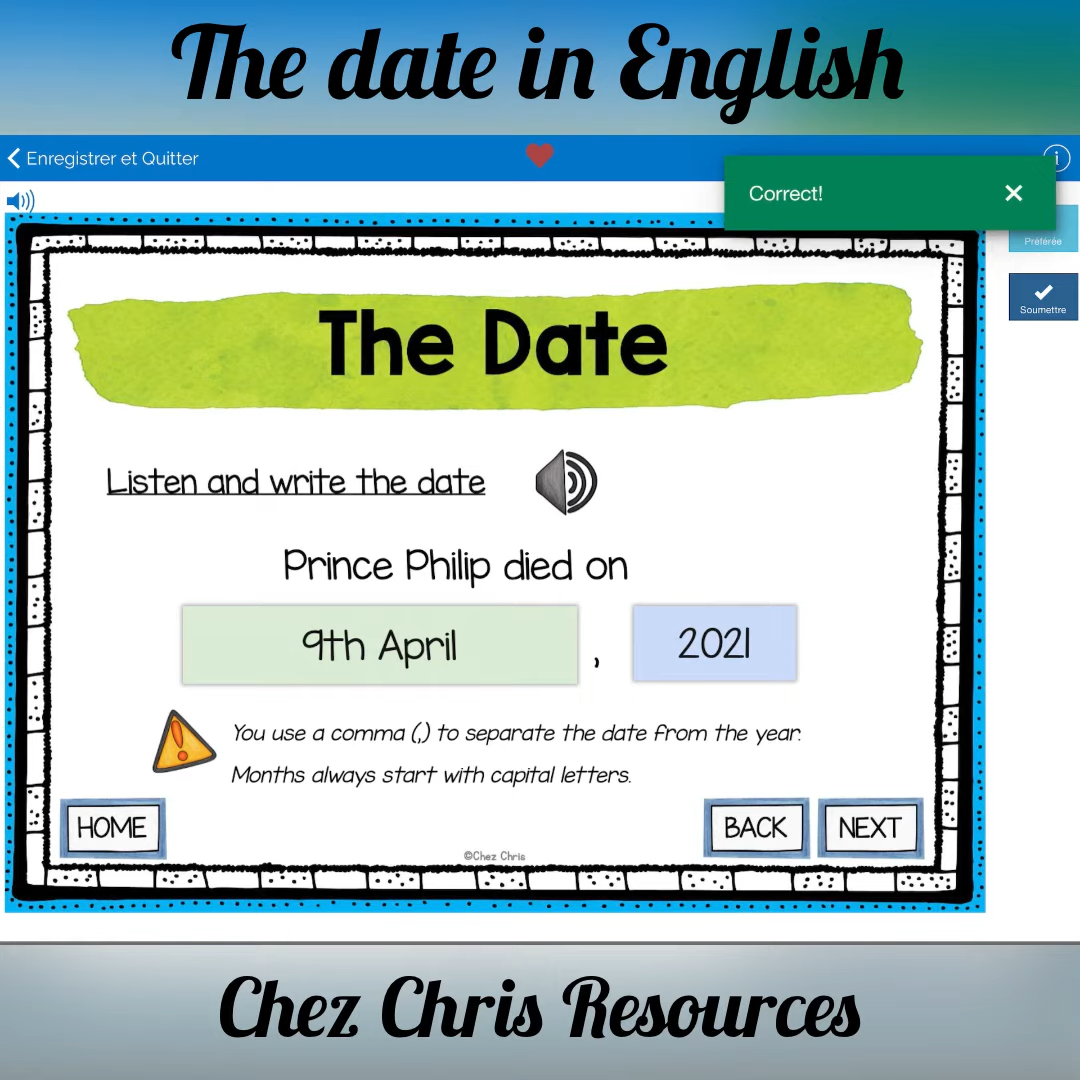 The date in English
Enregistrer et Quitter
Correct!
Préférée
Soumettre
The Date
Listen and write the date
Prince Philip died on
9th April , 2021
You use a comma (,) to separate the date from the year.
Months always start with capital letters.
HOME
BACK
NEXT
©Chez Chris
Chez Chris Resources